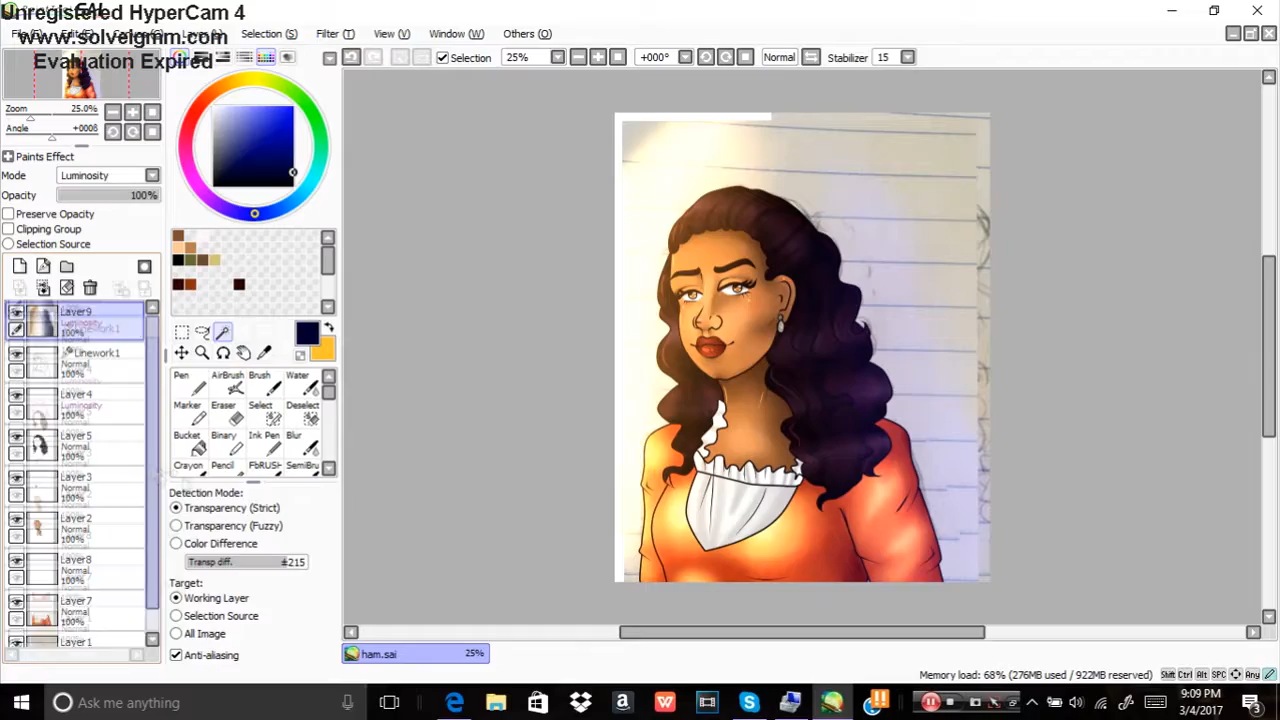 Unregistered HyperCam 4
www.solveigmm.com
Evaluation Expired
Selection (S)
Filter (T)
View (V)
Window (W)
Others (O)
Selection
25%
+000°
Normal
Stabilizer
15
Zoom
25.0%
Angle
Paints Effect
Mode
Luminosity
Opacity
100%
Preserve Opacity
Clipping Group
Selection Source
Layer9
Luminosity
100%
Linework1
Normal
100%
Layer4
Luminosity
100%
Layer5
Normal
100%
Layer3
Normal
100%
Layer2
Normal
100%
Layer8
Normal
100%
Layer7
Normal
100%
Layer1
Pen
AirBrush
Brush
Water
Marker
Eraser
Select
Deselect
Bucket
Binary
Ink Pen
Blur
Crayon
Pencil
FbRUSH
SemiBru
Detection Mode:
Transparency (Strict)
Transparency (Fuzzy)
Color Difference
Transp diff.
±215
Target:
Working Layer
Selection Source
All Image
Anti-aliasing
ham.sai
25%
Memory load: 68% (276MB used / 922MB reserved)
Shift Ctrl Alt SPC Any
Ask me anything
9:09 PM
3/4/2017